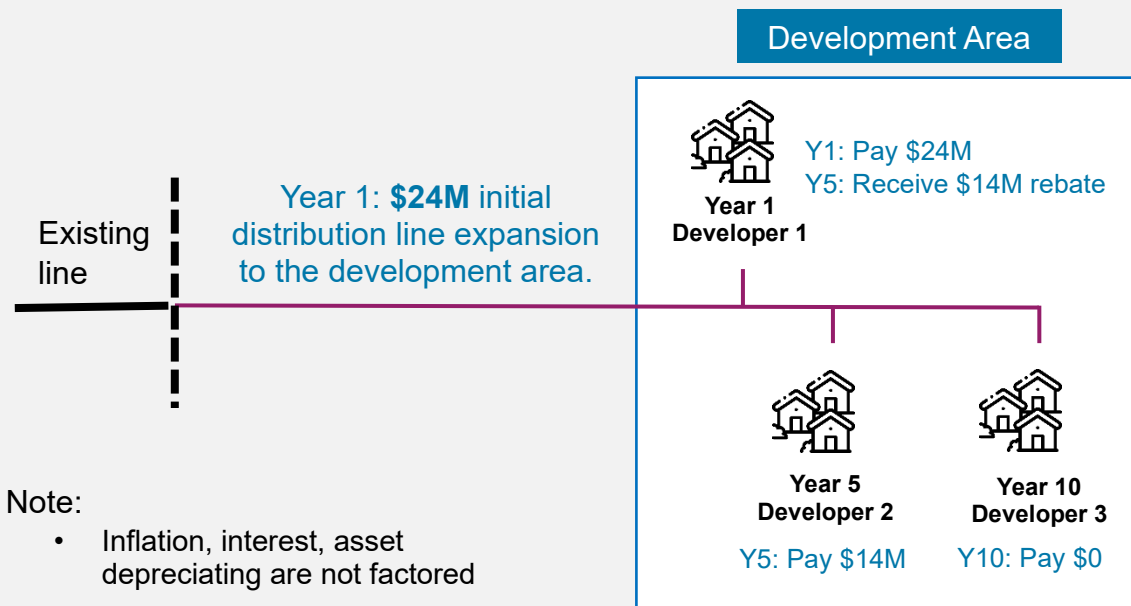 Development Area
Y1: Pay $24M
Y5: Receive $14M rebate
Year 1
Developer 1
Year 1: $24M initial
distribution line expansion
to the development area.
Existing
line
Year 5
Developer 2
Y5: Pay $14M
Year 10
Developer 3
Y10: Pay $0
Note:
• Inflation, interest, asset
depreciating are not factored